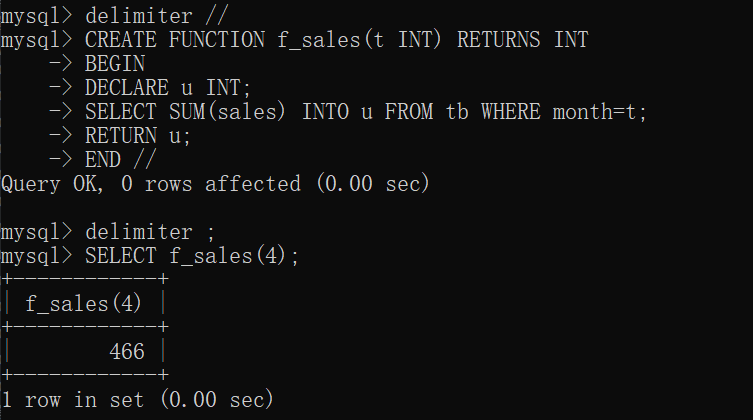 mysql> delimiter //
mysql> CREATE FUNCTION f_sales(t INT) RETURNS INT
    -> BEGIN
    -> DECLARE u INT;
    -> SELECT SUM(sales) INTO u FROM tb WHERE month=t;
    -> RETURN u;
    -> END //
Query OK, 0 rows affected (0.00 sec)

mysql> delimiter ;
mysql> SELECT f_sales(4);
+------------+
| f_sales(4) |
+------------+
|        466 |
+------------+
1 row in set (0.00 sec)